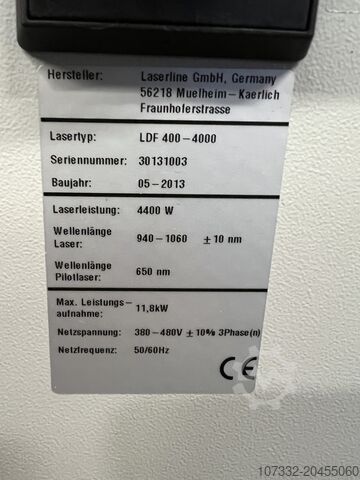 Hersteller: Laserline GmbH, Germany
56218 Muelheim-Kaerlich
Fraunhoferstrasse
Lasertyp: LDF 400-4000
Seriennummer: 30131003
Baujahr: 05-2013
Laserleistung: 4400 W
Wellenlänge
Laser: 940-1060 ±10 nm
Wellenlänge
Pilotlaser: 650 nm
Max. Leistungs-
aufnahme: 11,8kW
Netzspannung: 380-480V ±10% 3Phase(n)
Netzfrequenz: 50/60Hz
CE
107332-20455060